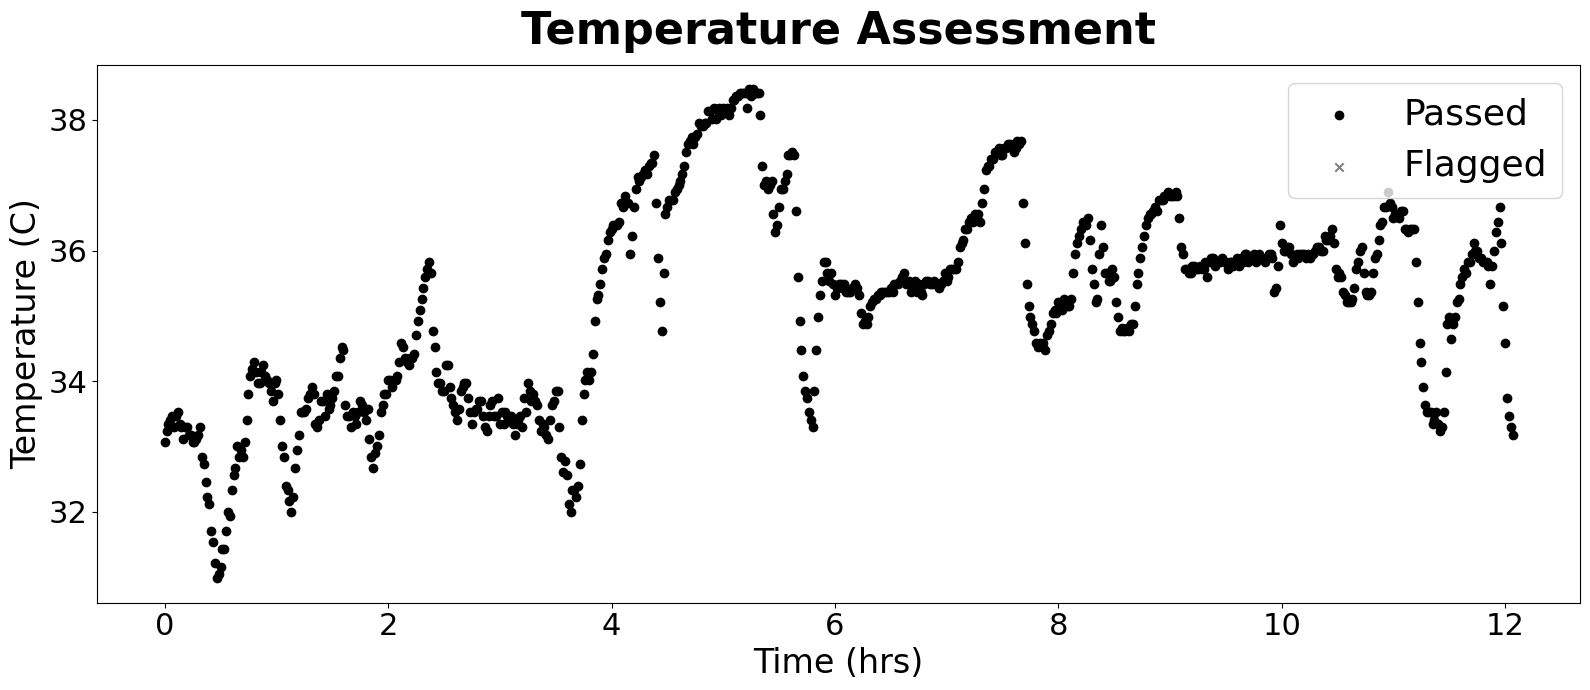 Temperature Assessment
Passed
Flagged
Temperature (C)
38
36
34
32
0 2 4 6 8 10 12
Time (hrs)